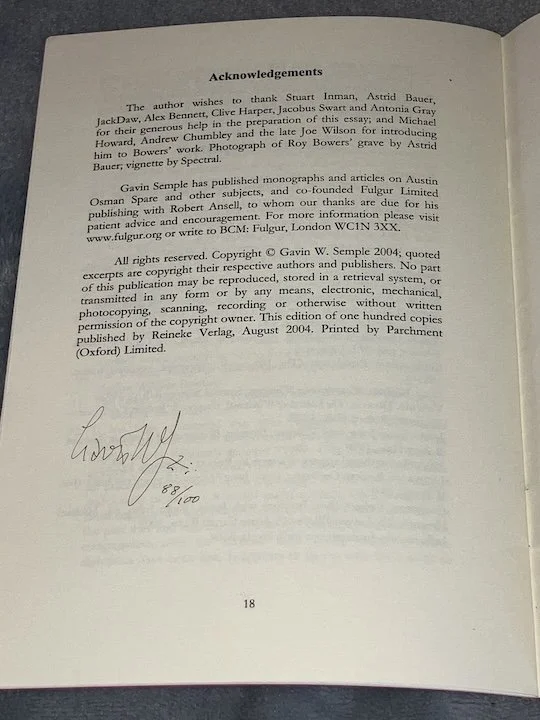 Acknowledgements
The author wishes to thank Stuart Inman, Astrid Bauer,
JackDaw, Alex Bennett, Clive Harper, Jacobus Swart and Antonia Gray
for their generous help in the preparation of this essay; and Michael
Howard, Andrew Chumbley and the late Joe Wilson for introducing
him to Bowers' work. Photograph of Roy Bowers' grave by Astrid
Bauer; vignette by Spectral.
Gavin Semple has published monographs and articles on Austin
Osman Spare and other subjects, and co-founded Fulgur Limited
publishing with Robert Ansell, to whom our thanks are due for his
patient advice and encouragement. For more information please visit
www.fulgur.org or write to BCM: Fulgur, London WC1N 3XX.
All rights reserved. Copyright © Gavin W. Semple 2004; quoted
excerpts are copyright their respective authors and publishers. No part
of this publication may be reproduced, stored in a retrieval system, or
transmitted in any form or by any means, electronic, mechanical,
photocopying, scanning, recording or otherwise without written
permission of the copyright owner. This edition of one hundred copies
published by Reineke Verlag, August 2004. Printed by Parchment
(Oxford) Limited.
88/100
18